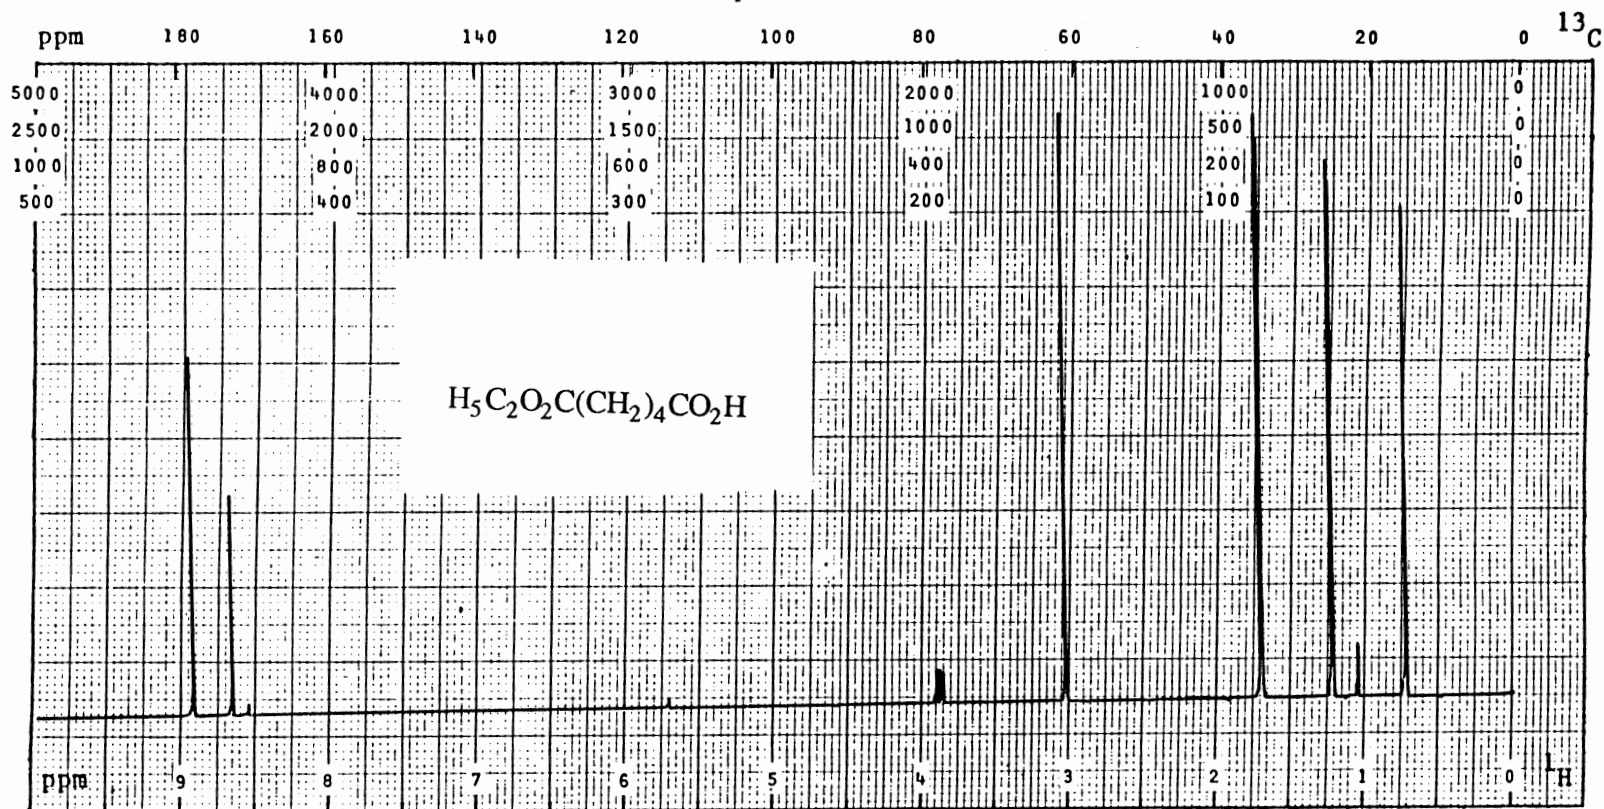 ppm 180 160 140 120 100 80 60 40 20 0 ¹³C
5000 4000 3000 2000 1000 0
2500 2000 1500 1000 500 0
1000 800 600 400 200 0
500 400 300 200 100 0
H₅C₂O₂C(CH₂)₄CO₂H
ppm 9 8 7 6 5 4 3 2 1 0 ¹H